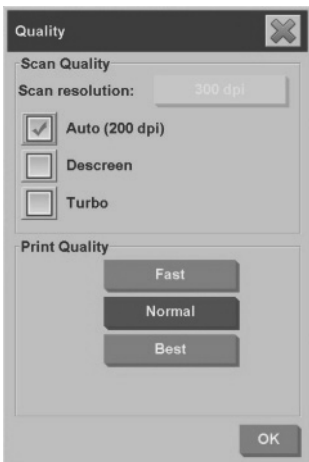 Quality
Scan Quality
Scan resolution: 300 dpi
Auto (200 dpi)
Descreen
Turbo
Print Quality
Fast
Normal
Best
OK